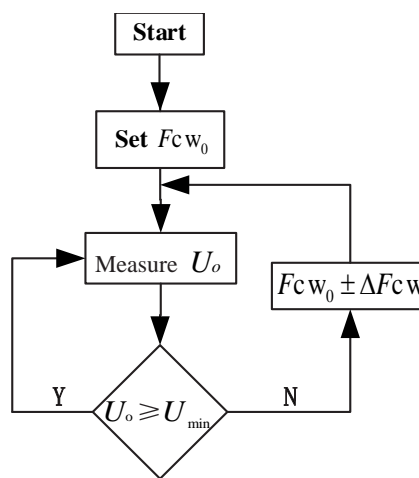 Start
Set Fcw₀
Measure Uₒ
Fcw₀ ± ΔFcw
Y
Uₒ ⩾ Uₘᵢₙ
N